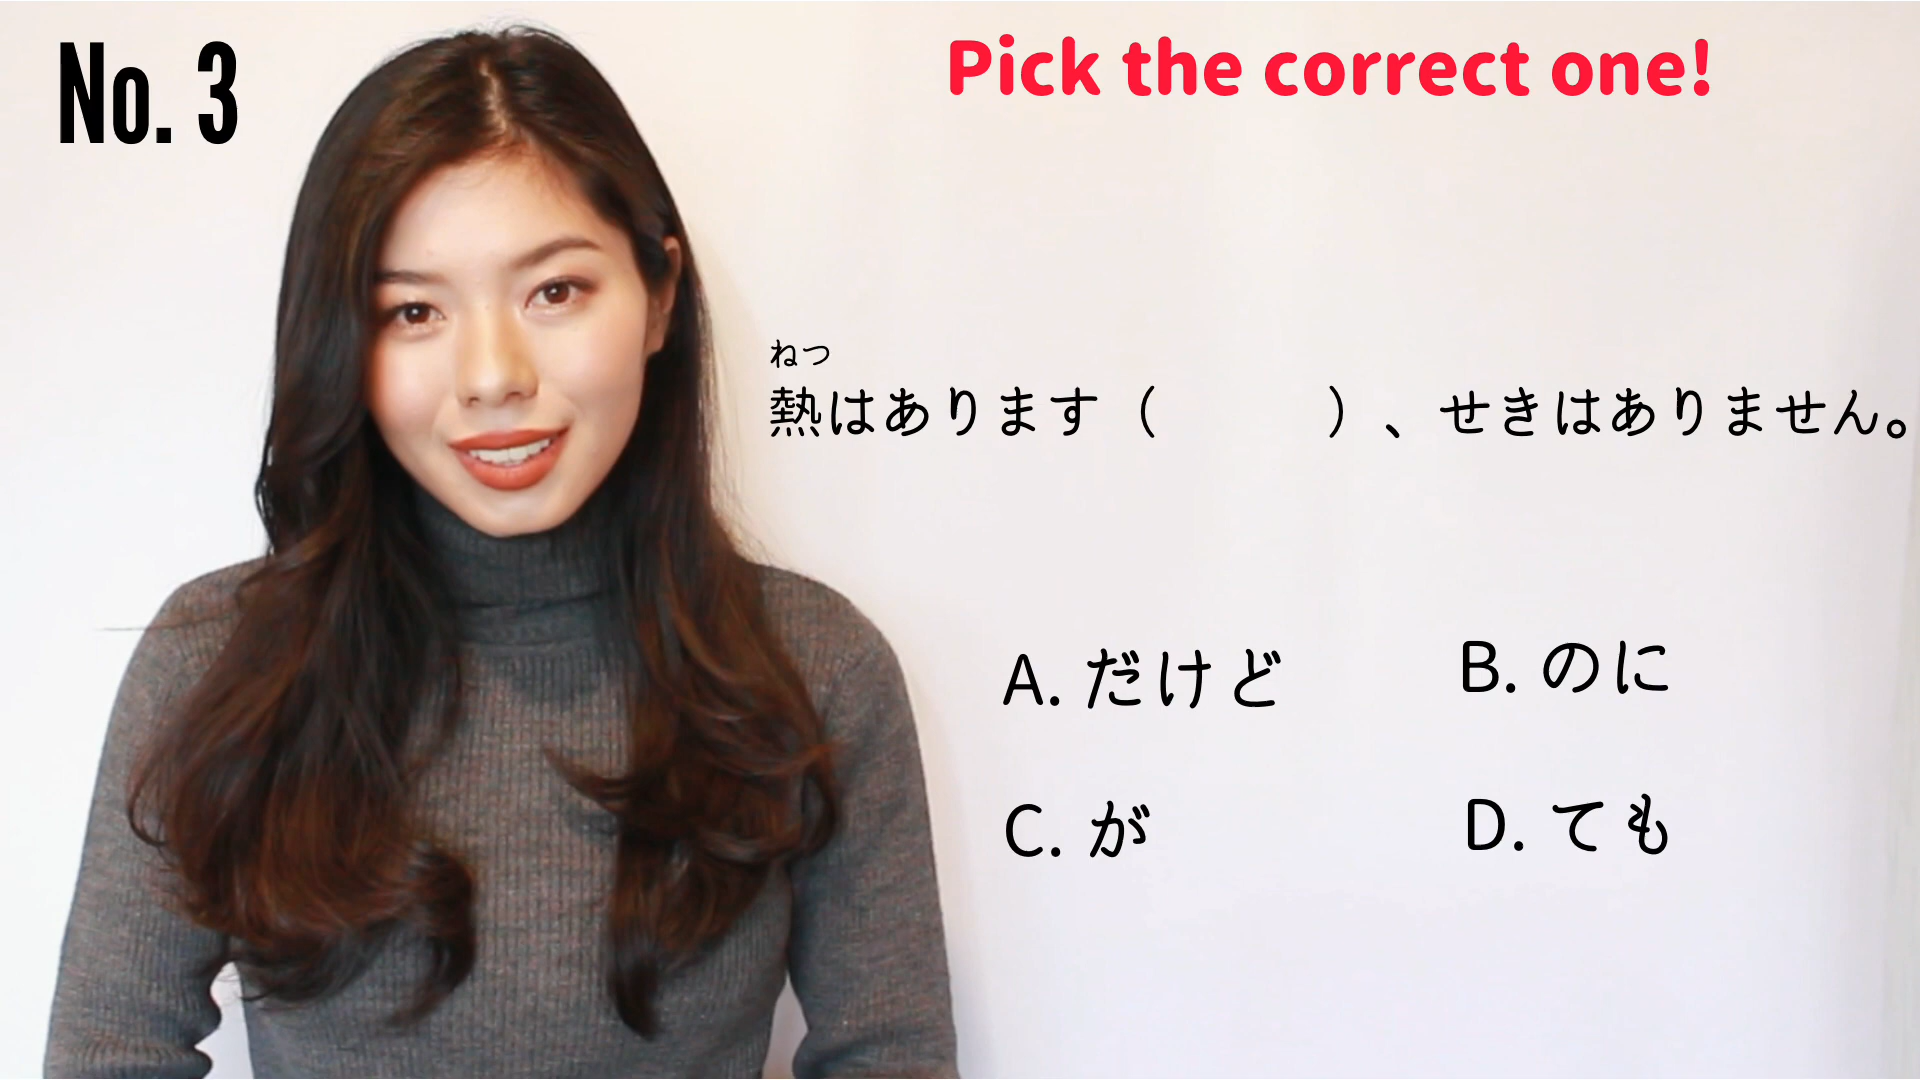 No. 3
Pick the correct one!
ねつ
熱はあります（　　　）、せきはありません。
A. だけど
B. のに
C. が
D. ても